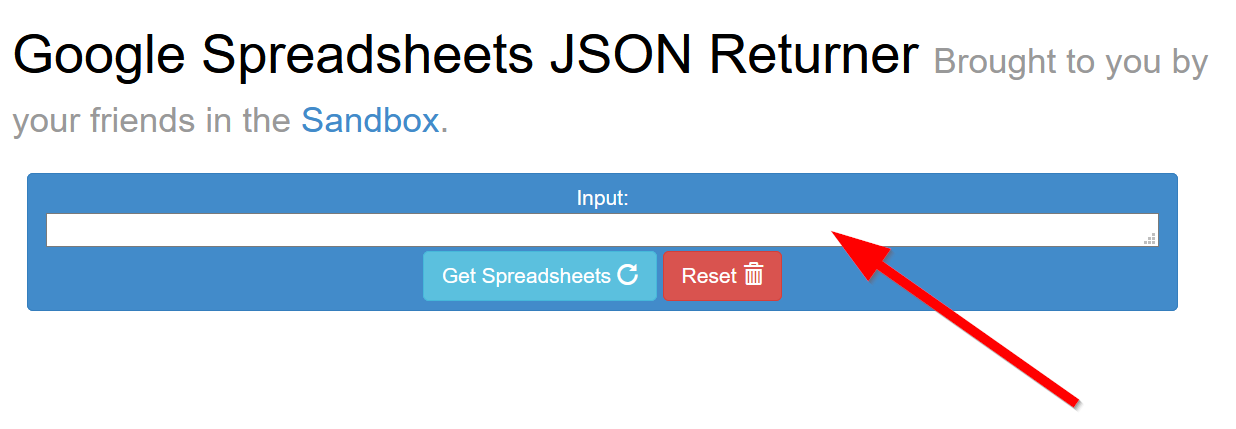 Google Spreadsheets JSON Returner Brought to you by
your friends in the Sandbox.
Input:
Get Spreadsheets
Reset